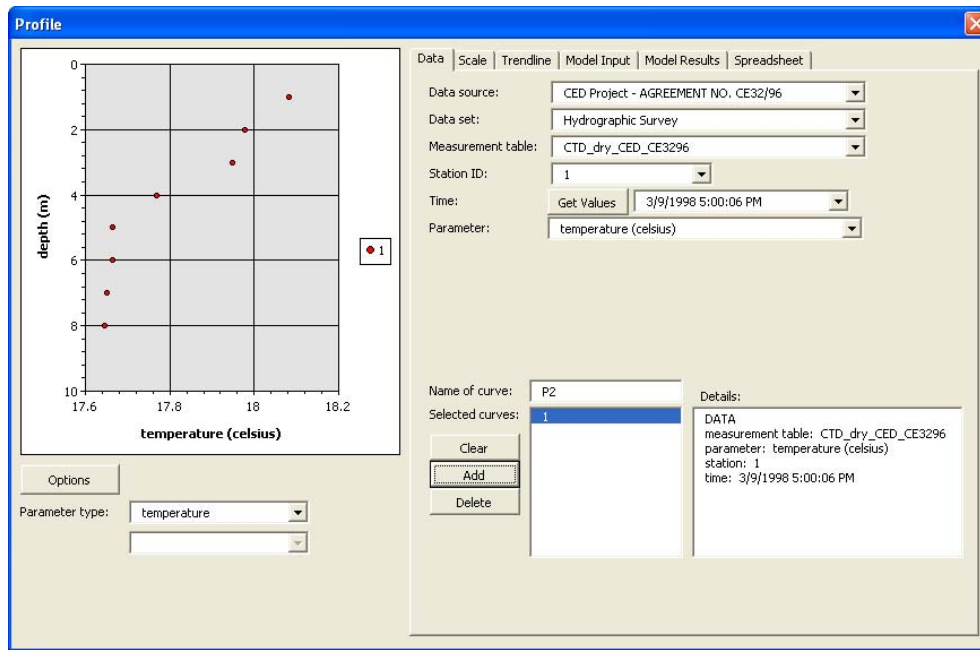 Profile
0
2
4
6
8
10
depth (m)
17.6 17.8 18 18.2
temperature (celsius)
1
Options
Parameter type: temperature
Data Scale Trendline Model Input Model Results Spreadsheet
Data source: CED Project - AGREEMENT NO. CE32/96
Data set: Hydrographic Survey
Measurement table: CTD_dry_CED_CE3296
Station ID: 1
Time: Get Values 3/9/1998 5:00:06 PM
Parameter: temperature (celsius)
Name of curve: P2
Selected curves: 1
Clear
Add
Delete
Details:
DATA
measurement table: CTD_dry_CED_CE3296
parameter: temperature (celsius)
station: 1
time: 3/9/1998 5:00:06 PM